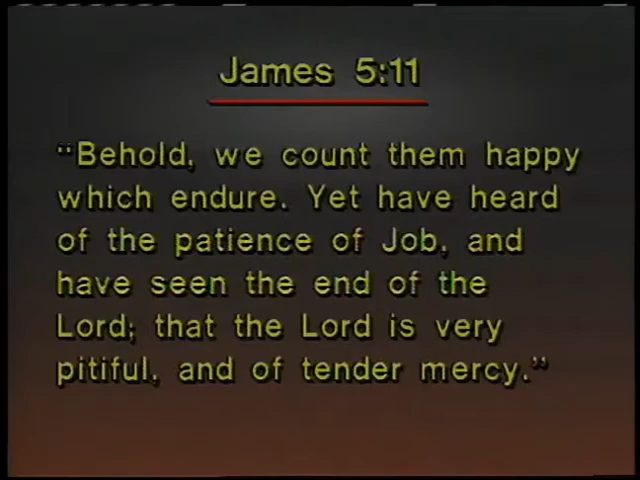 James 5:11
“Behold, we count them happy
which endure. Yet have heard
of the patience of Job, and
have seen the end of the
Lord; that the Lord is very
pitiful, and of tender mercy.”